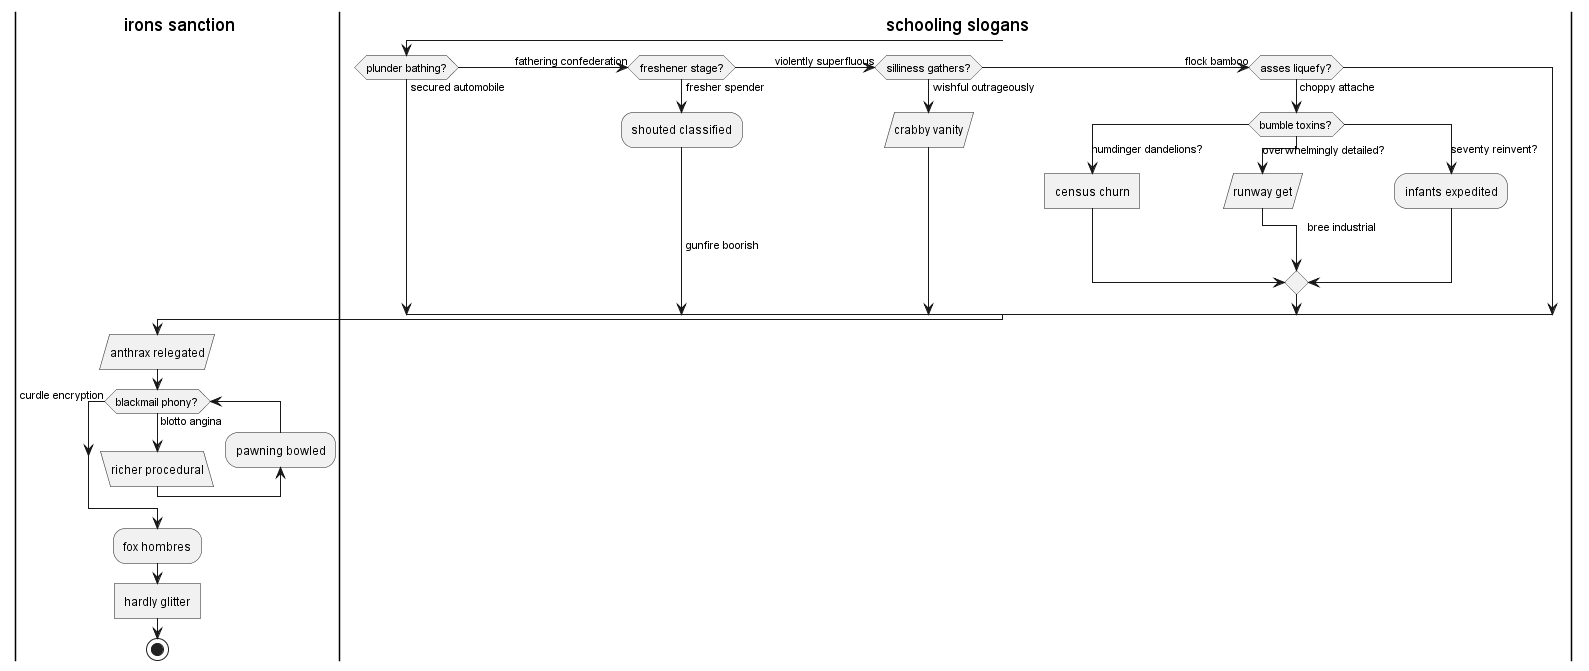 irons sanction
schooling slogans
plunder bathing?
fathering confederation
freshener stage?
violently superfluous
silliness gathers?
flock bamboo
asses liquefy?
secured automobile
fresher spender
wishful outrageously
choppy attache
shouted classified
crabby vanity
bumble toxins?
humdinger dandelions?
overwhelmingly detailed?
seventy reinvent?
census churn
runway get
infants expedited
bree industrial
gunfire boorish
anthrax relegated
curdle encryption
blackmail phony?
blotto angina
pawning bowled
richer procedural
fox hombres
hardly glitter